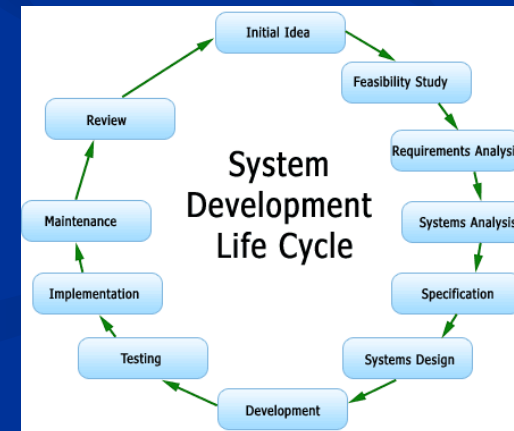 Initial Idea
Feasibility Study
Review
Requirements Analysis
System
Development
Life Cycle
Maintenance
Systems Analysis
Implementation
Specification
Testing
Systems Design
Development